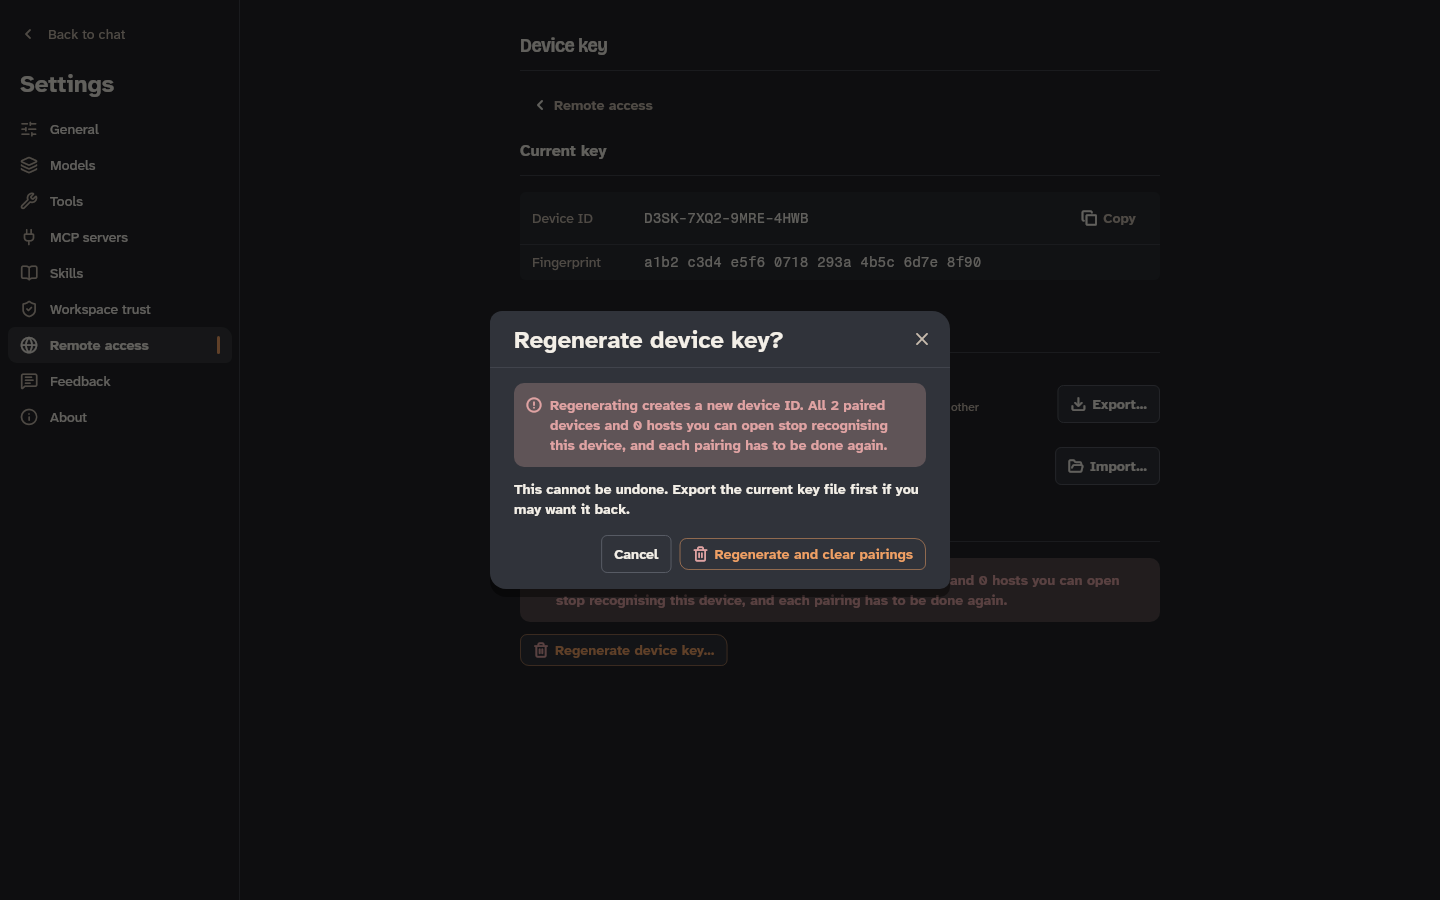 Back to chat
Settings
General
Models
Tools
MCP servers
Skills
Workspace trust
Remote access
Feedback
About
Device key
Remote access
Current key
Device ID D3SK-7XQ2-9MRE-4HWB Copy
Fingerprint a1b2 c3d4 e5f6 0718 293a 4b5c 6d7e 8f90
other
Export...
Import...
Regenerate device key?
Regenerating creates a new device ID. All 2 paired
devices and 0 hosts you can open stop recognising
this device, and each pairing has to be done again.
This cannot be undone. Export the current key file first if you
may want it back.
Cancel
Regenerate and clear pairings
and 0 hosts you can open
stop recognising this device, and each pairing has to be done again.
Regenerate device key...